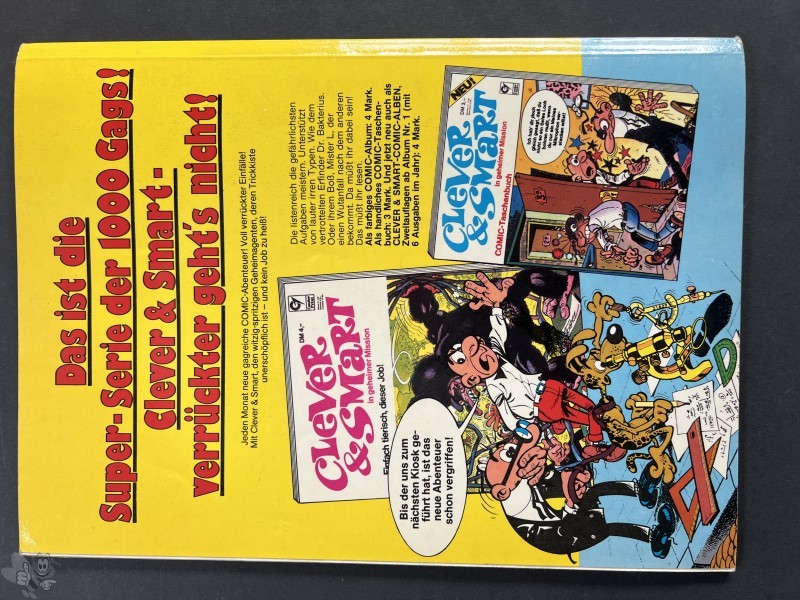 Das ist die
Super-Serie der 1000 Gags!
Clever & Smart-
verrückter geht's nicht!
Jeden Monat neue gagreiche COMIC-Abenteuer! Voll verrückter Einfälle!
Mit Clever & Smart, den witzig-spritzigen Geheimagenten, deren Trickkiste
unerschöpflich ist – und kein Job zu heiß!
Die listenreich die gefährlichsten
Aufgaben meistern. Unterstützt
von lauter irren Typen. Wie dem
vertrottelten Erfinder Dr. Bakterius.
Oder ihrem Boß, Mister L, der
einen Wutanfall nach dem anderen
bekommt. Da müßt ihr dabei sein!
Das müßt ihr lesen.
Als farbiges COMIC-Album: 4 Mark.
Als handliches COMIC-Taschen-
buch: 3 Mark. Und jetzt neu auch als
CLEVER & SMART-COMIC-ALBEN,
Zweitauflagen ab Album Nr. 1 (mit
6 Ausgaben im Jahr): 4 Mark.
NEU!
DM 3,-
CLEVER
& SMART
in geheimer Mission
COMIC-Taschenbuch
DM 4,-
CLEVER
& SMART
in geheimer Mission
Einfach tierisch, dieser Job!
Bis der uns zum
nächsten Kiosk ge-
führt hat, ist das
neue Abenteuer
schon vergriffen!